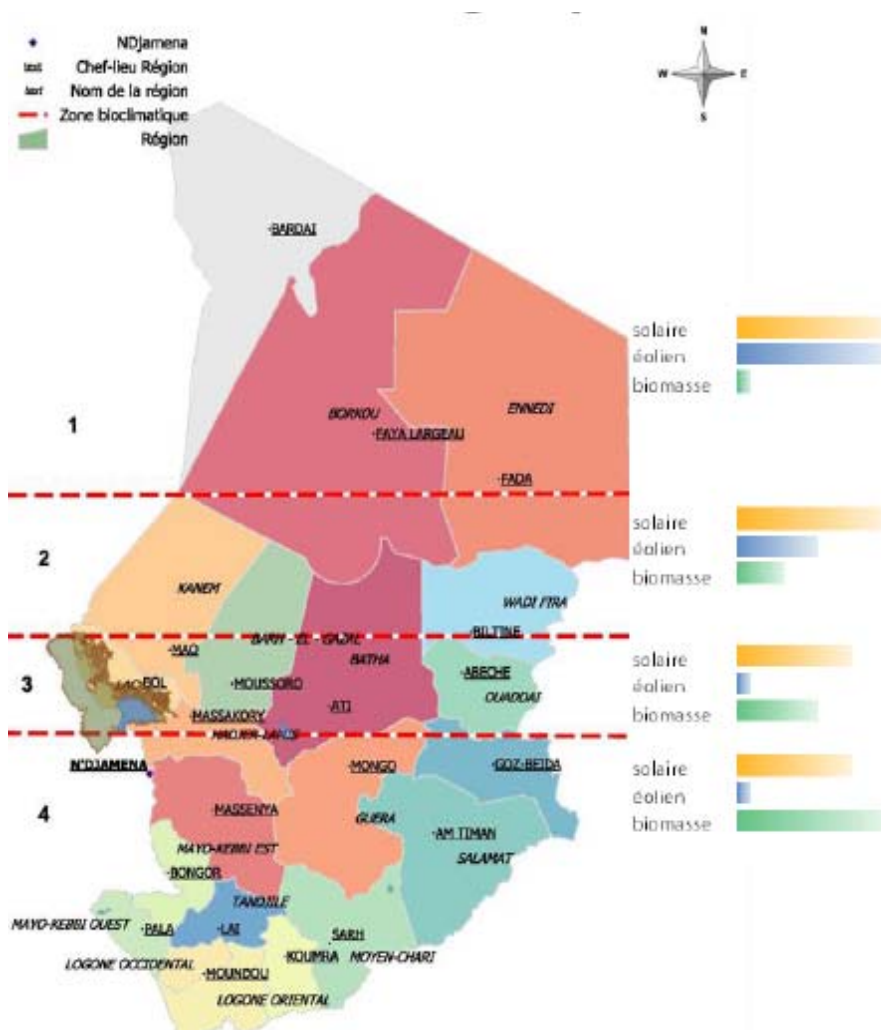 NDjamena
Chef-lieu Région
Nom de la région
Zone bioclimatique
Région
N
W E
S
BARDAI
solaire
éolien
biomasse
1
BORKOU
ENNEDI
FAYA LARGEAU
FADA
solaire
éolien
biomasse
2
KANEM
WADI FIRA
BILTINE
BARH - EL - GAZAL
MAO
BATHA
solaire
éolien
biomasse
3
LAC
BOL
MOUSSORO
ABECHE
OUADDAI
MASSAKORY
ATI
HADJER-LAMIS
N'DJAMENA
MONGO
GOZ-BEIDA
solaire
éolien
biomasse
4
MASSENYA
GUERA
AM TIMAN
MAYO-KEBBI EST
SALAMAT
BONGOR
TANDJILE
MAYO-KEBBI OUEST
PALA
LAI
SARH
LOGONE OCCIDENTAL
KOUMRA
MOYEN-CHARI
MOUNDOU
LOGONE ORIENTAL